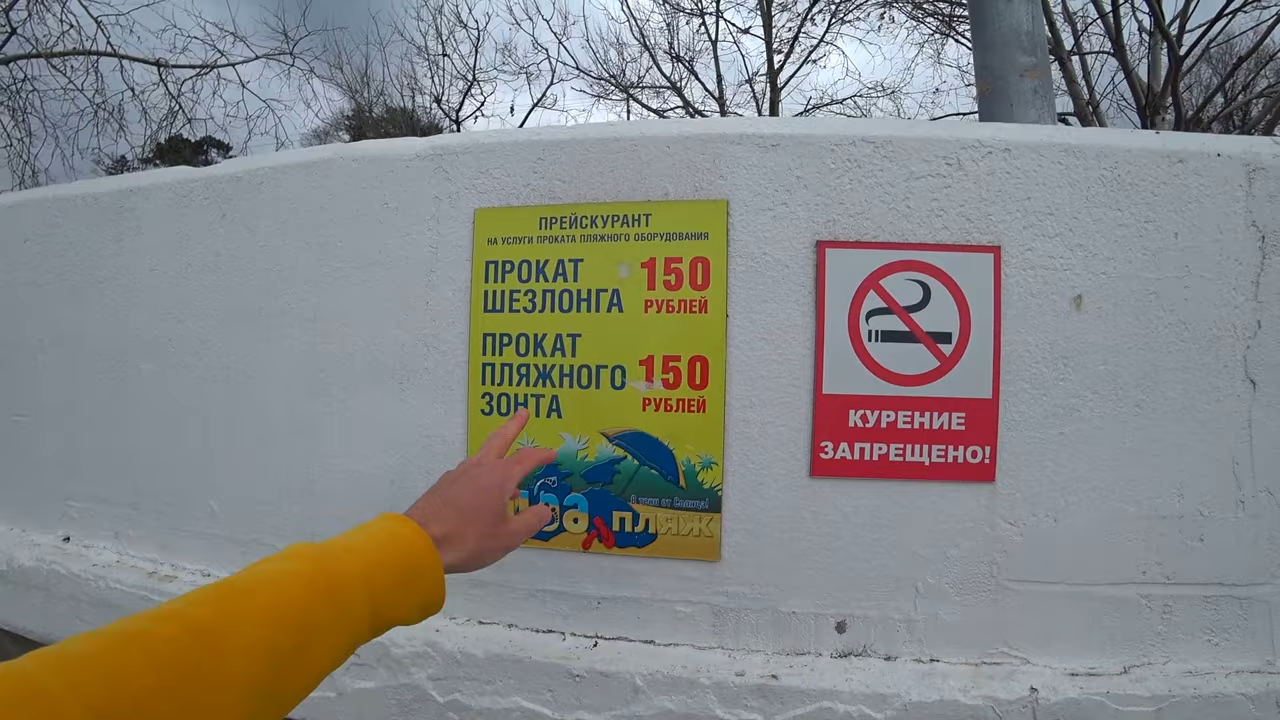 ПРЕЙСКУРАНТ
НА УСЛУГИ ПРОКАТА ПЛЯЖНОГО ОБОРУДОВАНИЯ
ПРОКАТ
ШЕЗЛОНГА
150
РУБЛЕЙ
ПРОКАТ
ПЛЯЖНОГО
ЗОНТА
150
РУБЛЕЙ
В тени от Солнца!
пляж
КУРЕНИЕ
ЗАПРЕЩЕНО!